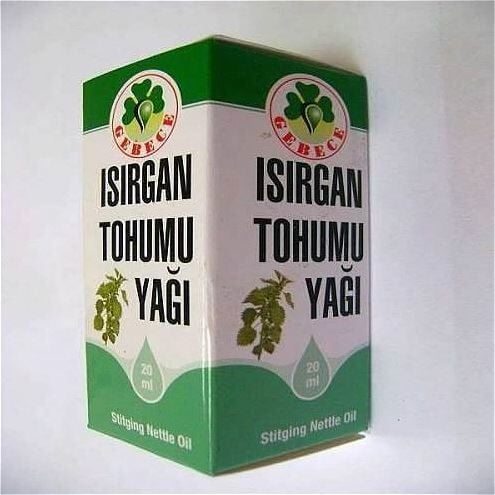 GEBECE
ISIRGAN
TOHUMU
YAĞI
20
ml
Stitging Nettle Oil
GEBECE
ISIRGAN
TOHUMU
YAĞI
20
ml
Stitging Nettle Oil